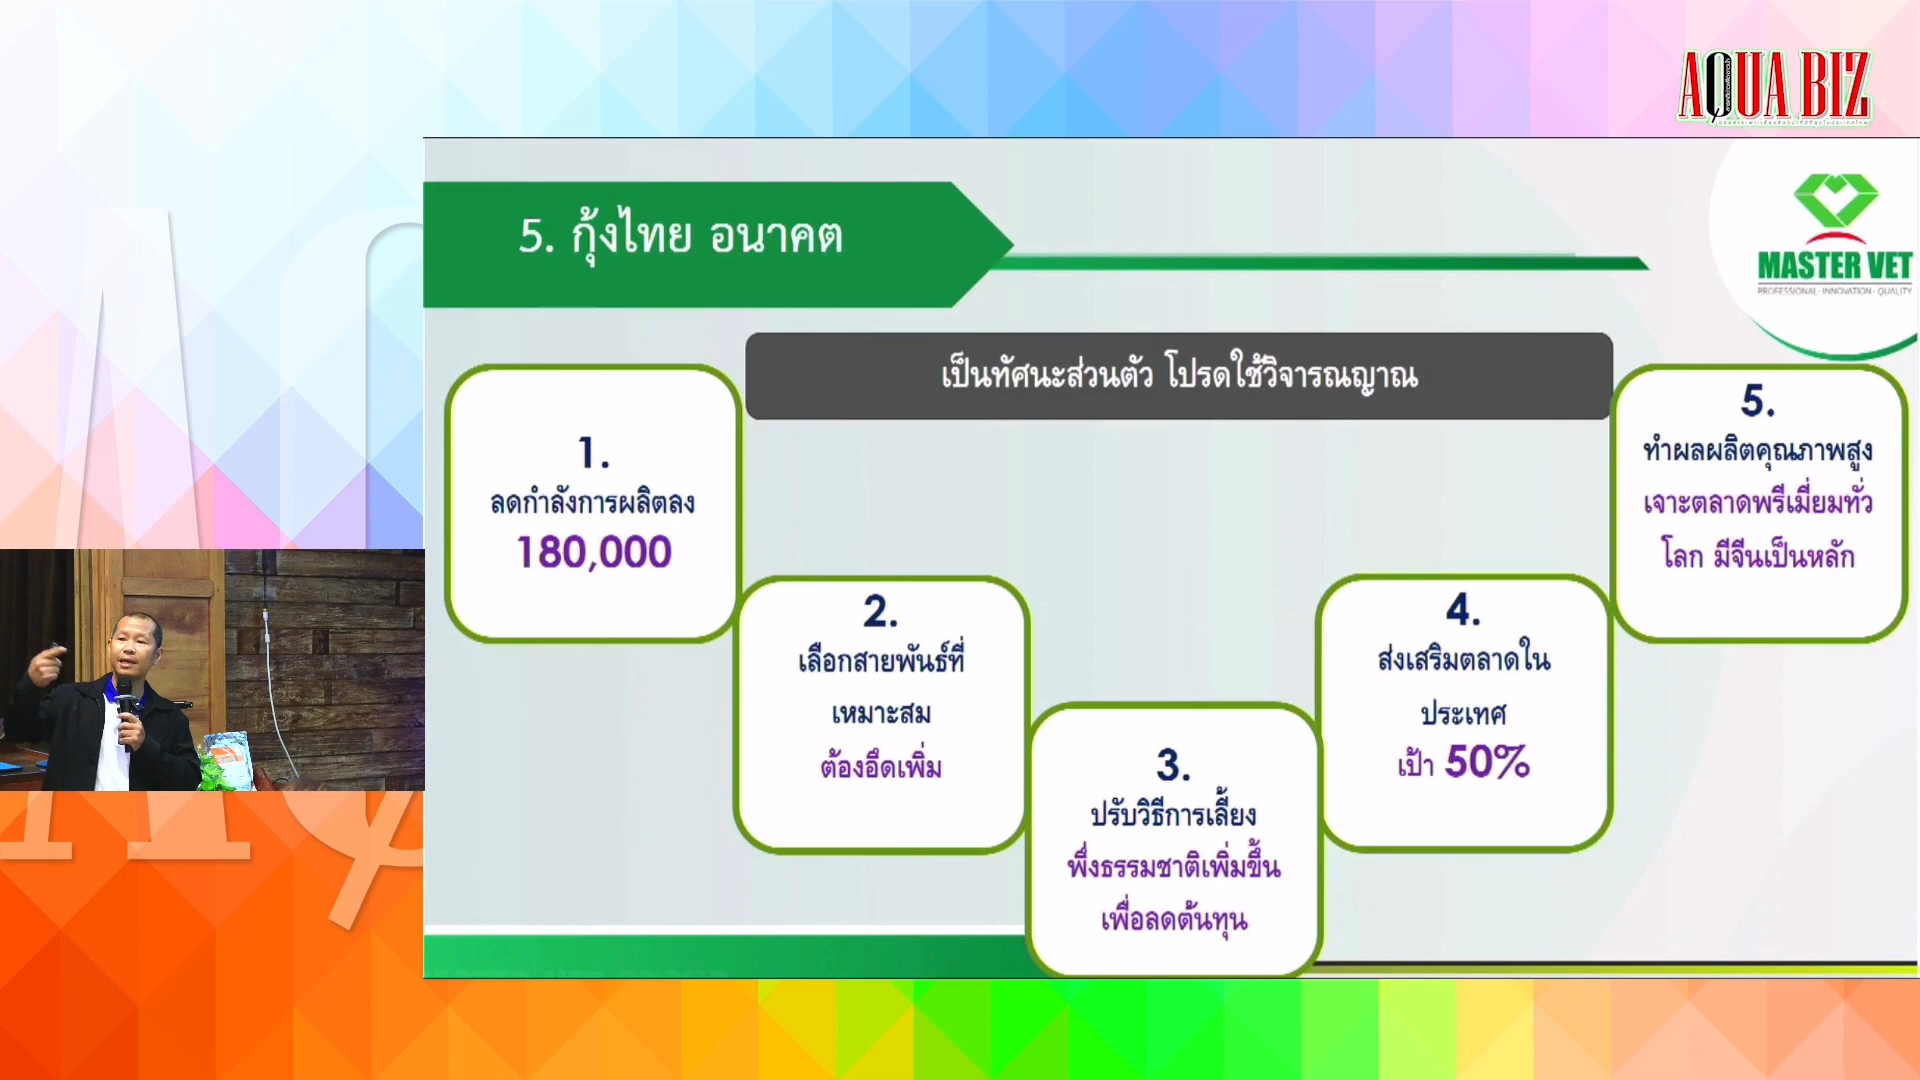 AQUA BIZ
5. กุ้งไทย อนาคต
MASTER VET
PROFESSIONAL - INNOVATION - QUALITY
เป็นทัศนะส่วนตัว โปรดใช้วิจารณญาณ
1.
ลดกำลังการผลิตลง
180,000
2.
เลือกสายพันธ์ที่
เหมาะสม
ต้องอึดเพิ่ม
3.
ปรับวิธีการเลี้ยง
พึ่งธรรมชาติเพิ่มขึ้น
เพื่อลดต้นทุน
4.
ส่งเสริมตลาดใน
ประเทศ
เป้า 50%
5.
ทำผลผลิตคุณภาพสูง
เจาะตลาดพรีเมี่ยมทั่ว
โลก มีจีนเป็นหลัก